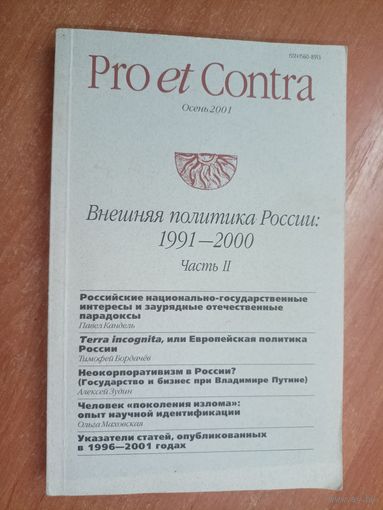 ISSN 1560-8913
Pro et Contra
Осень 2001
Внешняя политика России:
1991—2000
Часть II
Российские национально-государственные
интересы и заурядные отечественные
парадоксы
Павел Кандель
Terra incognita, или Европейская политика
России
Тимофей Бордачёв
Неокорпоративизм в России?
(Государство и бизнес при Владимире Путине)
Алексей Зудин
Человек «поколения излома»:
опыт научной идентификации
Ольга Маховская
Указатели статей, опубликованных
в 1996—2001 годах